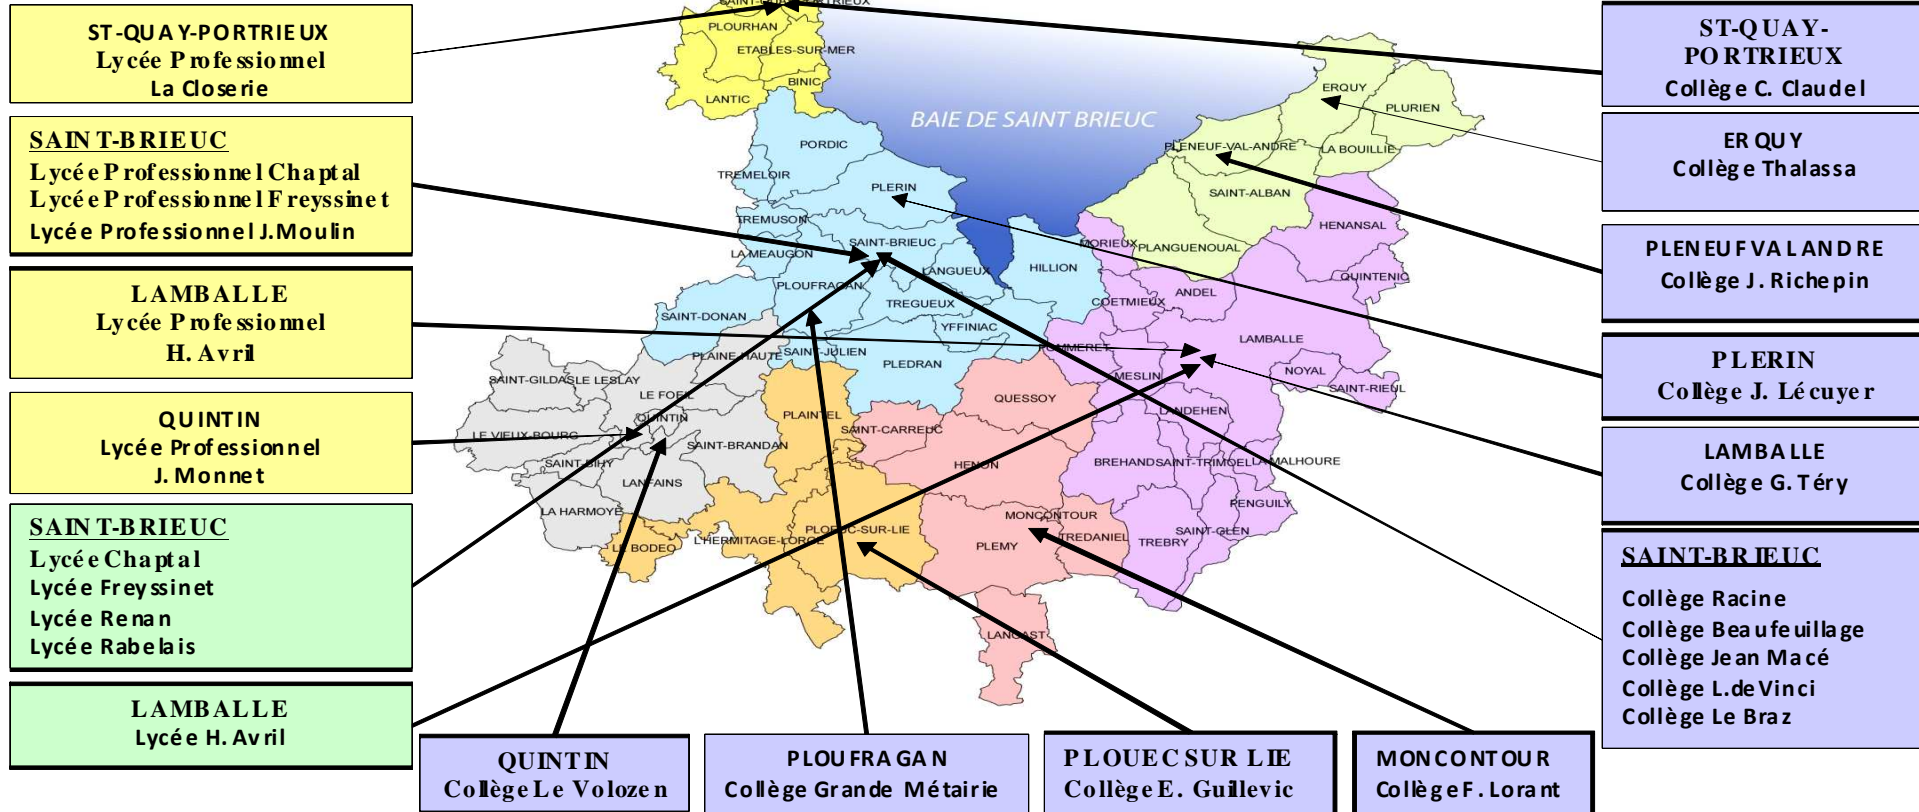 ST-QUAY-PORTRIEUX
Lycée Professionnel
La Closerie
SAINT-BRIEUC
Lycée Professionnel Chaptal
Lycée Professionnel Freyssinet
Lycée Professionnel J.Moulin
LAMBALLE
Lycée Professionnel
H. Avril
QUINTIN
Lycée Professionnel
J. Monnet
SAINT-BRIEUC
Lycée Chaptal
Lycée Freyssinet
Lycée Renan
Lycée Rabelais
LAMBALLE
Lycée H. Avril
PLOURHAN
ETABLES-SUR-MER
BINIC
LANTIC
BAIE DE SAINT BRIEUC
PORDIC
TREMELOIR
PLERIN
TREMUSON
SAINT-BRIEUC
LA MEAUGON
LANGUEUX
HILLION
PLOUFRAGAN
TREGUEUX
SAINT-DONAN
YFFINIAC
PLAINE-HAUTE
SAINT-JULIEN
PLEDRAN
ERQUY
PLURIEN
PLENEUF-VAL-ANDRE
LA BOUILLIE
SAINT-ALBAN
HENANSAL
MORIEUX
PLANGUENOUAL
QUINTENIC
ANDEL
COETMIEUX
LAMBALLE
POMMERET
MESLIN
NOYAL
SAINT-RIEUL
LANDEHEN
SAINT-GILDAS
LE LESLAY
LE FOEIL
QUINTIN
LE VIEUX-BOURG
SAINT-BRANDAN
SAINT-BIHY
LANFAINS
LA HARMOYE
PLAINTEL
SAINT-CARREUC
QUESSOY
HENON
BREHAND
SAINT-TRIMOEL
LA MALHOURE
PENGUILY
MONCONTOUR
SAINT-GLEN
TREDANIEL
TREBRY
PLEMY
PLOEUC-SUR-LIE
L'HERMITAGE-LORGE
LE BODEO
LANGAST
ST-QUAY-
PORTRIEUX
Collège C. Claudel
ERQUY
Collège Thalassa
PLENEUF VAL ANDRE
Collège J. Richepin
PLERIN
Collège J. Lécuyer
LAMBALLE
Collège G. Téry
SAINT-BRIEUC
Collège Racine
Collège Beaufeuillage
Collège Jean Macé
Collège L.de Vinci
Collège Le Braz
QUINTIN
Collège Le Volozen
PLOUFRAGAN
Collège Grande Métairie
PLOUEC SUR LIE
Collège E. Guillevic
MONCONTOUR
Collège F. Lorant